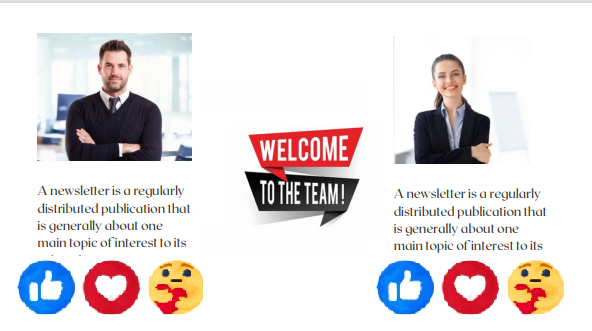 A newsletter is a regularly
distributed publication that
is generally about one
main topic of interest to its
WELCOME
TO THE TEAM!
A newsletter is a regularly
distributed publication that
is generally about one
main topic of interest to its